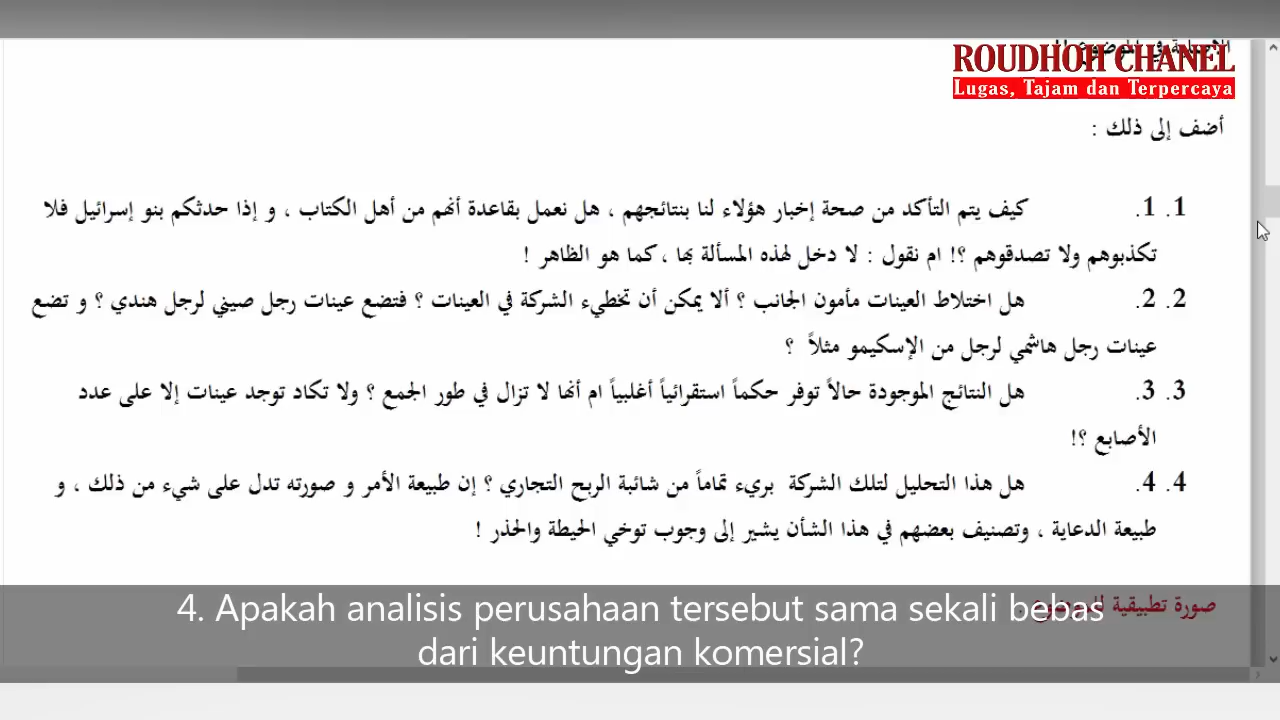 ROUDHOH CHANEL
Lugas, Tajam dan Terpercaya
أضف إلى ذلك :
1. 1. كيف يتم التأكد من صحة إخبار هؤلاء لنا بنتائجهم ، هل نعمل بقاعدة أنهم من أهل الكتاب ، و إذا حدثكم بنو إسرائيل فلا
تكذبوهم ولا تصدقوهم ؟! ام نقول : لا دخل لهذه المسألة بها ، كما هو الظاهر !
2. 2. هل اختلاط العينات مأمون الجانب ؟ ألا يمكن أن تخطيء الشركة في العينات ؟ فتضع عينات رجل صيني لرجل هندي ؟ و تضع
عينات رجل هاشمي لرجل من الإسكيمو مثلاً ؟
3. 3. هل النتائج الموجودة حالاً توفر حكماً استقرائياً أغلبياً ام أنها لا تزال في طور الجمع ؟ ولا تكاد توجد عينات إلا على عدد
الأصابع ؟!
4. 4. هل هذا التحليل لتلك الشركة بريء تماماً من شائبة الربح التجاري ؟ إن طبيعة الأمر و صورته تدل على شيء من ذلك ، و
طبيعة الدعاية ، وتصنيف بعضهم في هذا الشأن يشير إلى وجوب توخي الحيطة والحذر !
صورة تطبيقية
4. Apakah analisis perusahaan tersebut sama sekali bebas
dari keuntungan komersial?